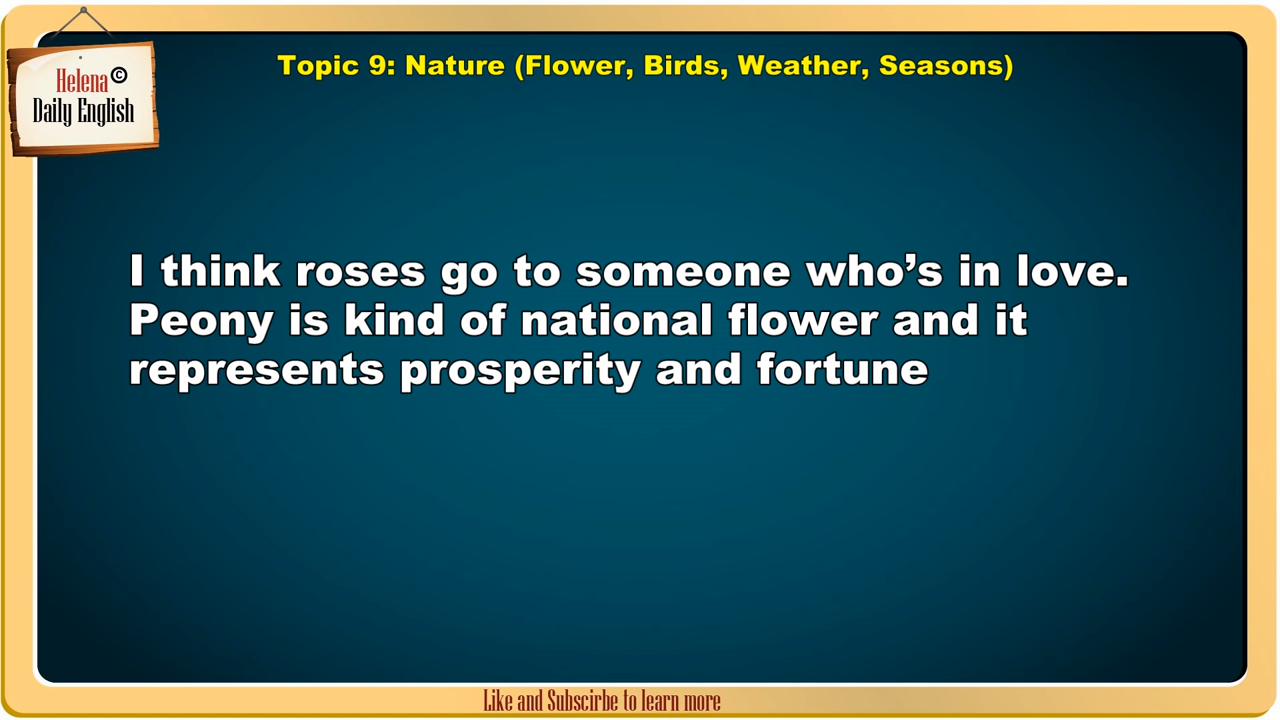 Topic 9: Nature (Flower, Birds, Weather, Seasons)
Helena ©
Daily English
I think roses go to someone who’s in love.
Peony is kind of national flower and it
represents prosperity and fortune
Like and Subscirbe to learn more